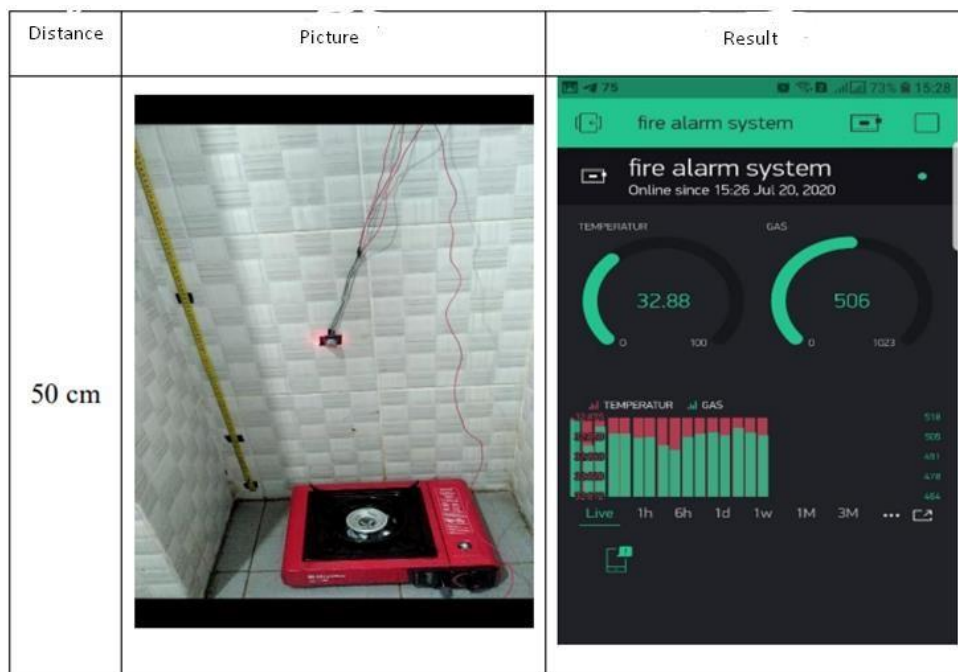 Distance
Picture
Result
50 cm
75
73% 15:28
fire alarm system
fire alarm system
Online since 15:26 Jul 20, 2020
TEMPERATUR
GAS
32.88
506
0
100
0
1023
TEMPERATUR
GAS
518
505
491
478
464
Live 1h 6h 1d 1w 1M 3M ...